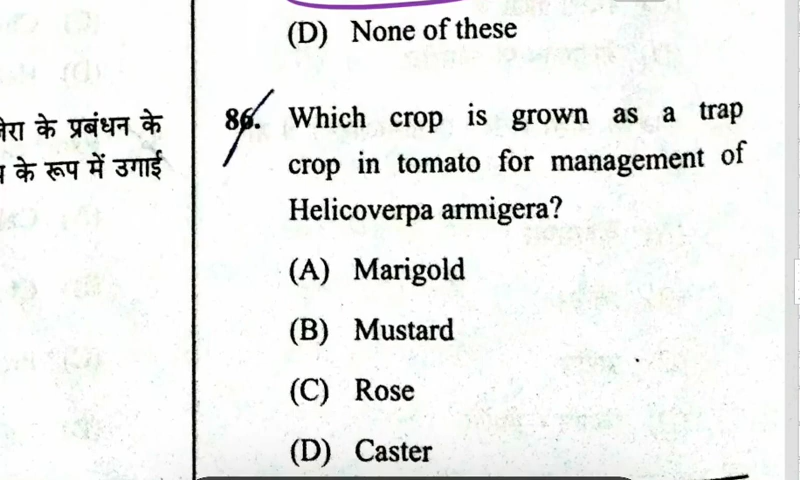 (D) None of these
रा के प्रबंधन के
के रूप में उगाई
86. Which crop is grown as a trap
crop in tomato for management of
Helicoverpa armigera?
(A) Marigold
(B) Mustard
(C) Rose
(D) Caster